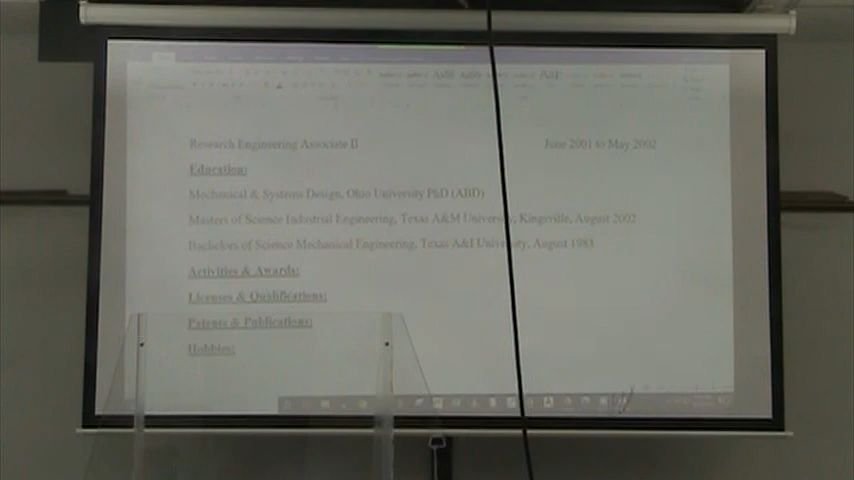 Research Engineering Associate II June 2001 to May 2002
Education:
Mechanical & Systems Design, Ohio University PhD (ABD)
Masters of Science Industrial Engineering, Texas A&M University, Kingsville, August 2002
Bachelors of Science Mechanical Engineering, Texas A&I University, August 1983
Activities & Awards:
Licenses & Qualifications:
Patents & Publications:
Hobbies: